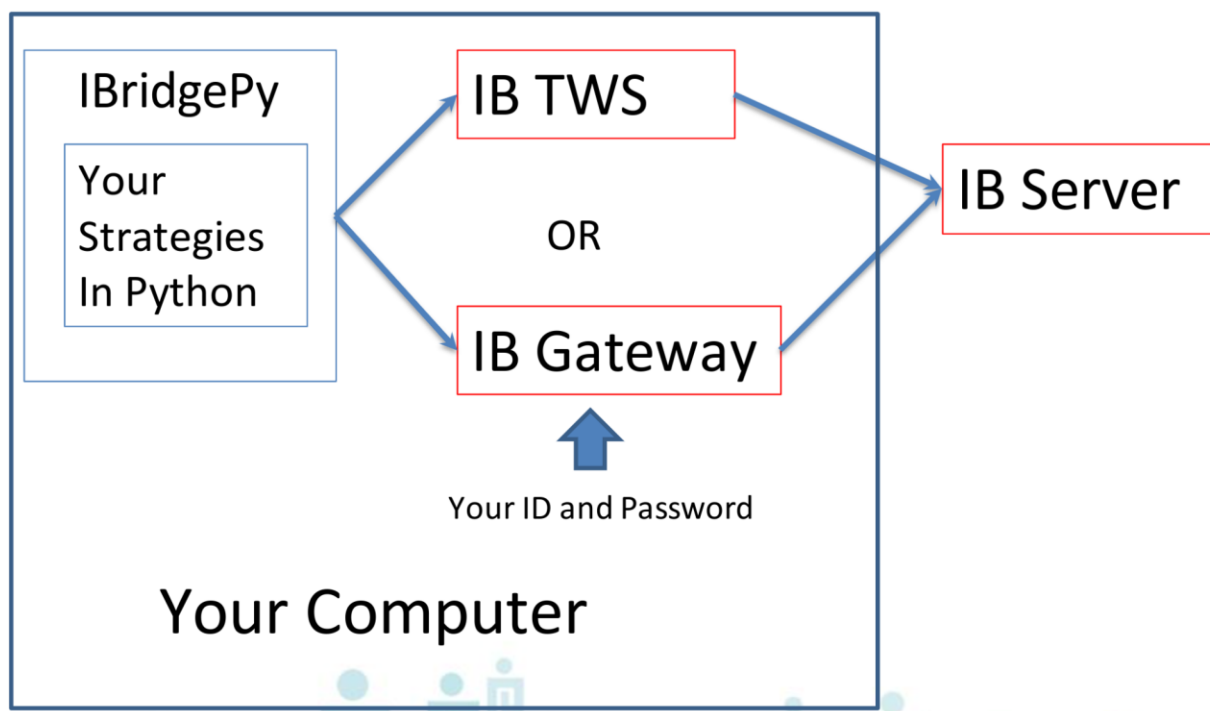 IBridgePy
Your
Strategies
In Python
IB TWS
OR
IB Gateway
Your ID and Password
IB Server
Your Computer